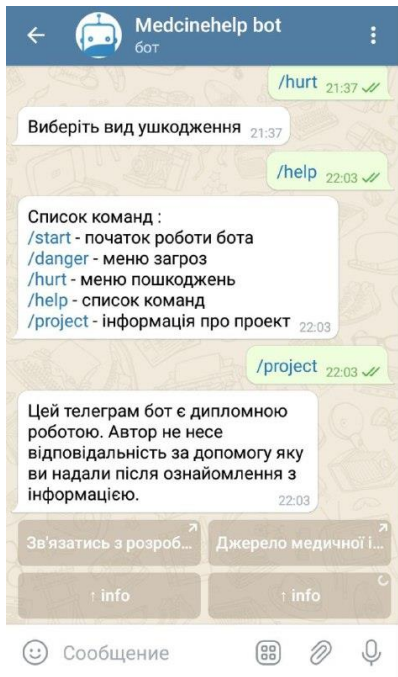 Medcinehelp bot
бот
/hurt 21:37
Виберіть вид ушкодження 21:37
/help 22:03
Список команд :
/start - початок роботи бота
/danger - меню загроз
/hurt - меню пошкоджень
/help - список команд
/project - інформація про проект 22:03
/project 22:03
Цей телеграм бот є дипломною
роботою. Автор не несе
відповідальність за допомогу яку
ви надали після ознайомлення з
інформацією. 22:03
Зв'язатись з розроб... Джерело медичної і...
↑ info ↑ info
Сообщение